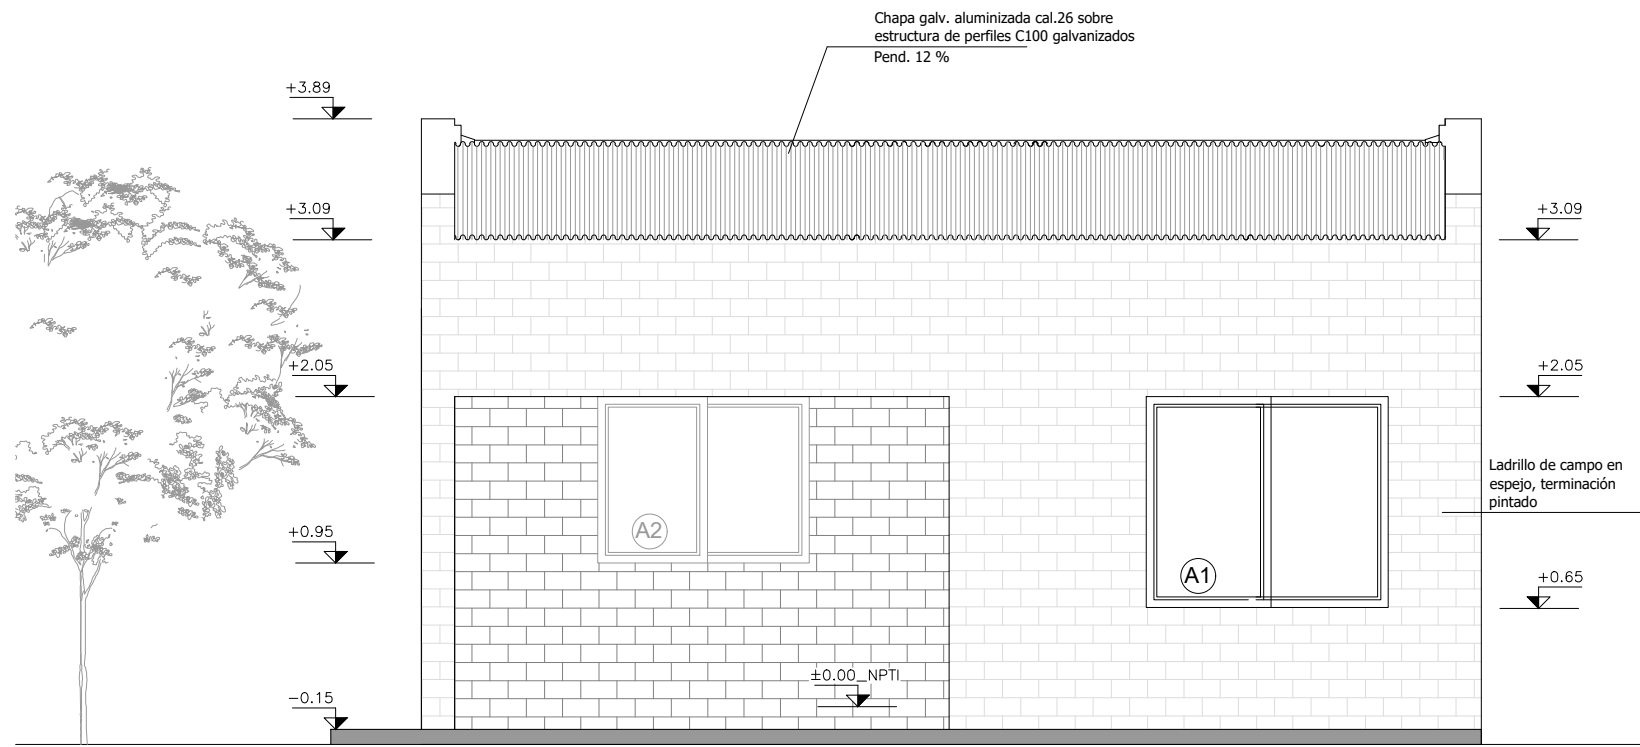 Chapa galv. aluminizada cal.26 sobre
estructura de perfiles C100 galvanizados
Pend. 12 %
+3.89
+3.09
+3.09
+2.05
+2.05
Ladrillo de campo en
espejo, terminación
pintado
A2
+0.95
A1
+0.65
±0.00_NPTI
-0.15